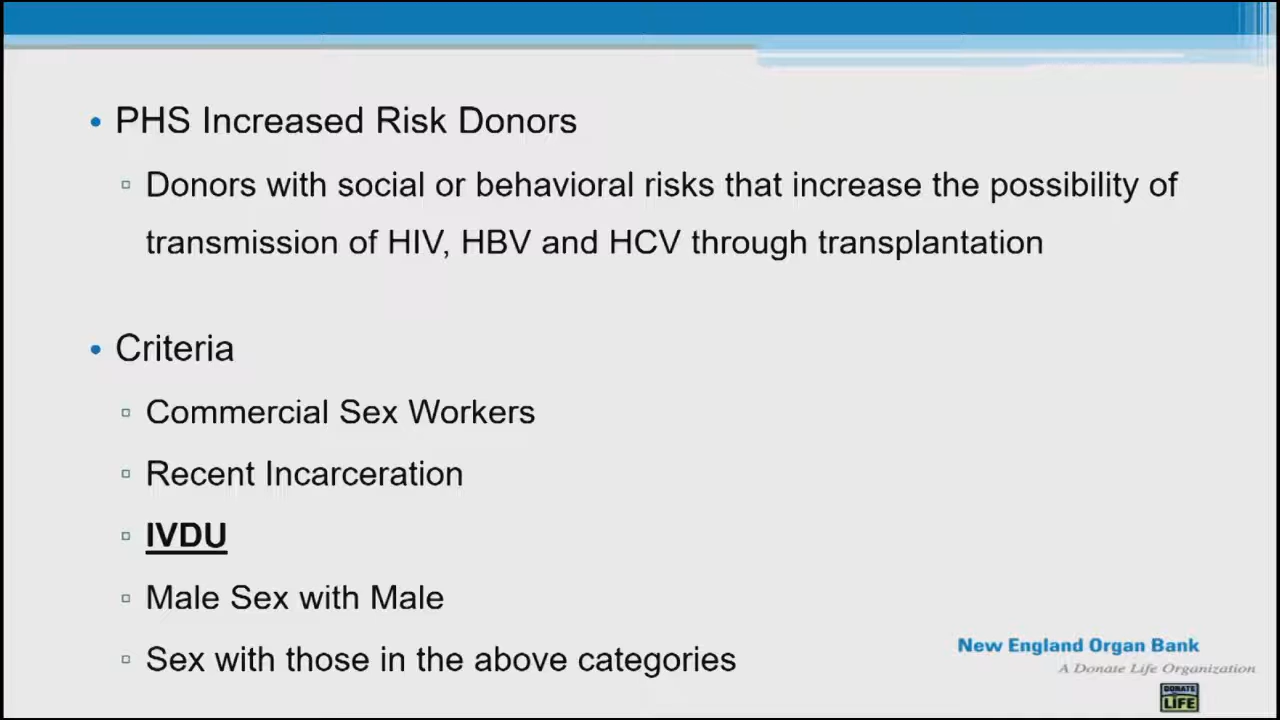 • PHS Increased Risk Donors
▫ Donors with social or behavioral risks that increase the possibility of
transmission of HIV, HBV and HCV through transplantation
• Criteria
▫ Commercial Sex Workers
▫ Recent Incarceration
▫ IVDU
▫ Male Sex with Male
▫ Sex with those in the above categories
New England Organ Bank
A Donate Life Organization
DONATE
LIFE